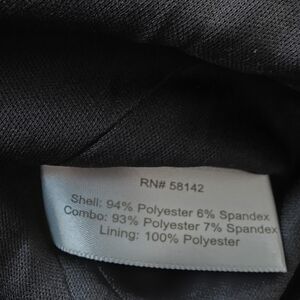 RN# 58142
Shell: 94% Polyester 6% Spandex
Combo: 93% Polyester 7% Spandex
Lining: 100% Polyester